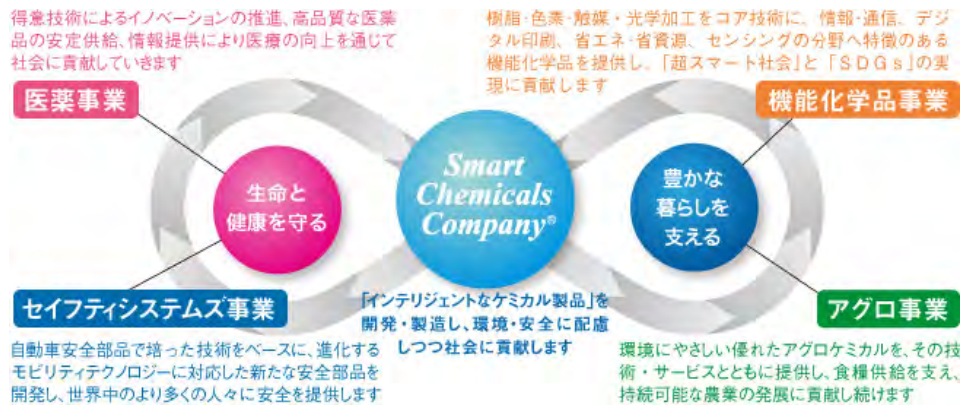 得意技術によるイノベーションの推進、高品質な医薬
品の安定供給、情報提供により医療の向上を通じて
社会に貢献していきます
医薬事業
樹脂・色素・触媒・光学加工をコア技術に、情報・通信、デジ
タル印刷、省エネ・省資源、センシングの分野へ特徴のある
機能化学品を提供し、「超スマート社会」と「SDGs」の実
現に貢献します
機能化学品事業
生命と
健康を守る
Smart
Chemicals
Company®
豊かな
暮らしを
支える
セイフティシステムズ事業
自動車安全部品で培った技術をベースに、進化する
モビリティテクノロジーに対応した新たな安全部品を
開発し、世界中のより多くの人々に安全を提供します
「インテリジェントなケミカル製品」を
開発・製造し、環境・安全に配慮
しつつ社会に貢献します
アグロ事業
環境にやさしい優れたアグロケミカルを、その技
術・サービスとともに提供し、食糧供給を支え、
持続可能な農業の発展に貢献し続けます